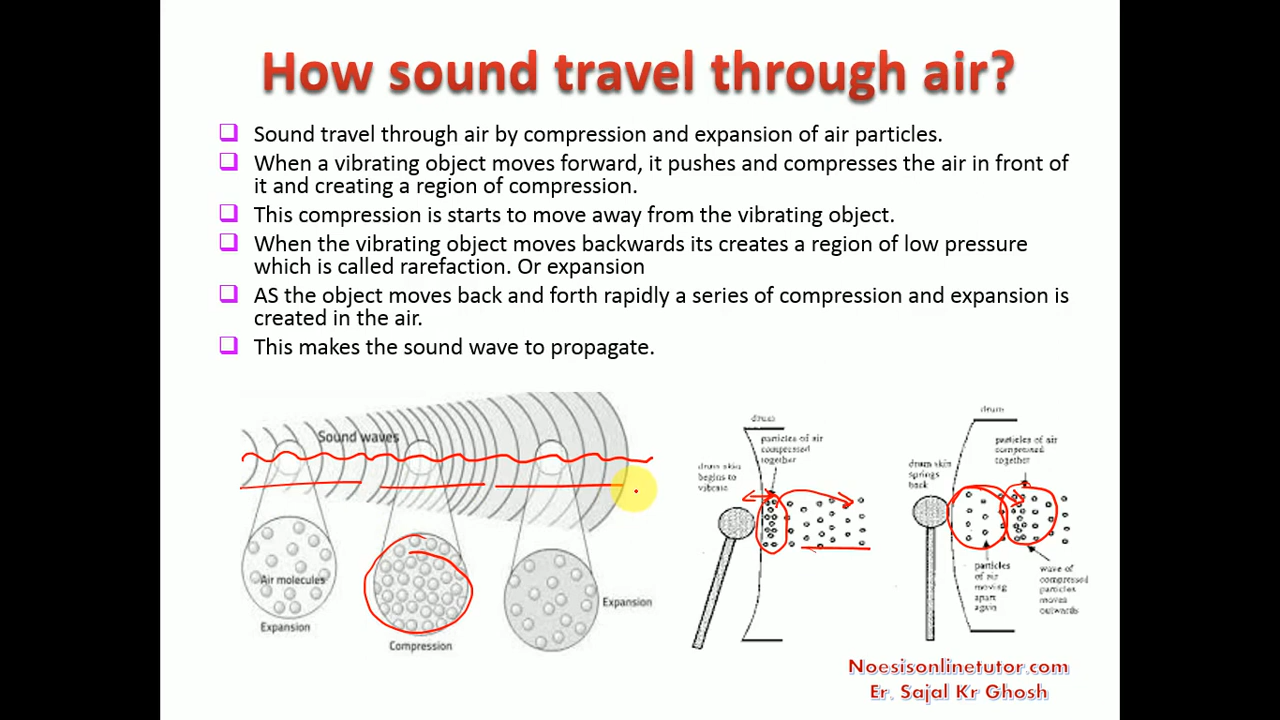 How sound travel through air?
Sound travel through air by compression and expansion of air particles.
When a vibrating object moves forward, it pushes and compresses the air in front of
it and creating a region of compression.
This compression is starts to move away from the vibrating object.
When the vibrating object moves backwards its creates a region of low pressure
which is called rarefaction. Or expansion
AS the object moves back and forth rapidly a series of compression and expansion is
created in the air.
This makes the sound wave to propagate.
Sound waves
Air molecules
Expansion
Compression
Expansion
drum
particles of air
compressed
together
drum skin
begins to
vibrate
drum
particles of air
compressed
together
drum skin
springs
back
particles
of air
moving
apart
again
wave of
compressed
particles
moves
outwards
Noesisonlinetutor.com
Er. Sajal Kr Ghosh